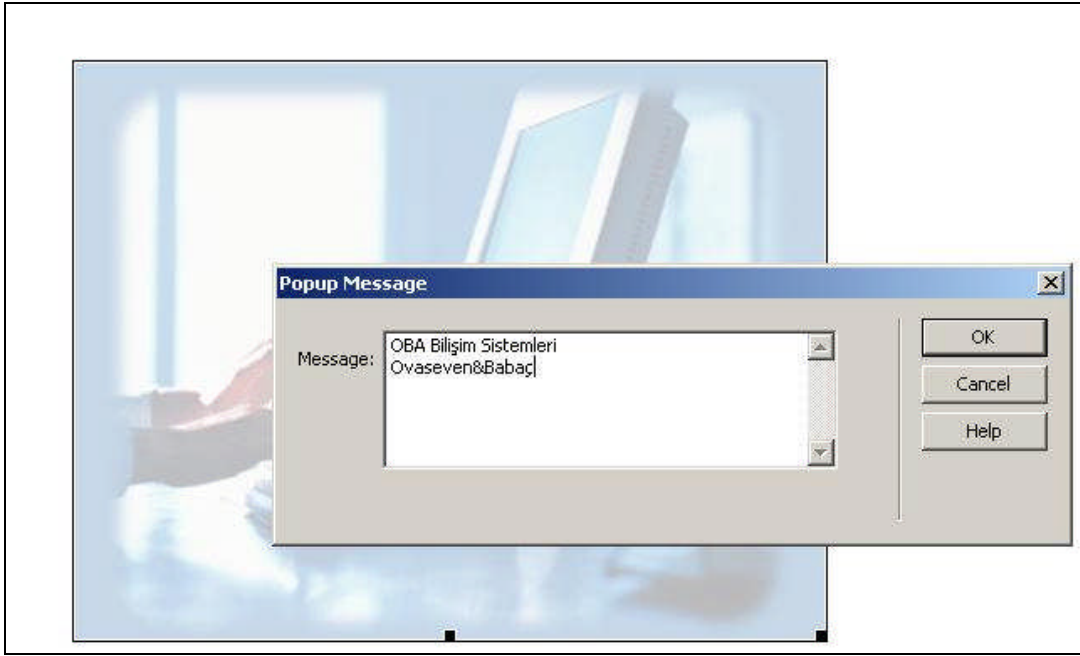 Popup Message
Message:
OBA Bilişim Sistemleri
Ovaseven&Babaç
OK
Cancel
Help